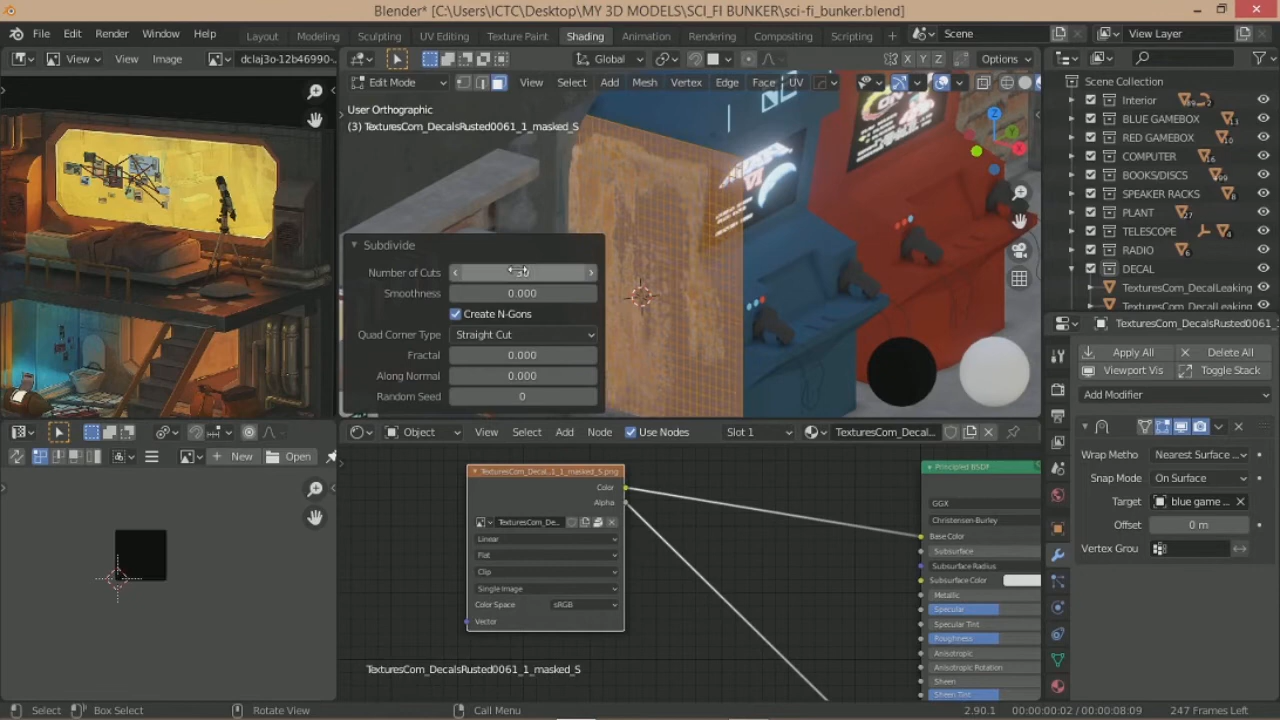 Blender* [C:\Users\ICTC\Desktop\MY 3D MODELS\SCI_FI BUNKER\sci-fi_bunker.blend]
File Edit Render Window Help Layout Modeling Sculpting UV Editing Texture Paint Shading Animation Rendering Compositing Scripting + Scene View Layer
View View Image dclaj3o-12b46990- Global X Y Z Options
Edit Mode View Select Add Mesh Vertex Edge Face UV
User Orthographic
(3) TexturesCom_DecalsRusted0061_1_masked_S
Subdivide
Number of Cuts
Smoothness 0.000
Create N-Gons
Quad Corner Type Straight Cut
Fractal 0.000
Along Normal 0.000
Random Seed 0
Scene Collection
Interior
BLUE GAMEBOX
RED GAMEBOX
COMPUTER
BOOKS/DISCS
SPEAKER RACKS
PLANT
TELESCOPE
RADIO
DECAL
TexturesCom_DecalLeaking
TexturesCom_DecalLeaking
TexturesCom_DecalsRusted0061_1
Apply All Delete All
Viewport Vis Toggle Stack
Add Modifier
Wrap Metho Nearest Surface ...
Snap Mode On Surface
Target blue game ...
Offset 0 m
Vertex Grou
New Open
Object View Select Add Node Use Nodes Slot 1 TexturesCom_Decal...
TexturesCom_Decal...1_1_masked_S.png
Color
Alpha
TexturesCom_De...
Linear
Flat
Clip
Single Image
Color Space sRGB
Vector
Principled BSDF
GGX
Christensen-Burley
Base Color
Subsurface
Subsurface Radius
Subsurface Color
Metallic
Specular
Specular Tint
Roughness
Anisotropic
Anisotropic Rotation
Sheen
Sheen Tint
TexturesCom_DecalsRusted0061_1_masked_S
Select Box Select Rotate View Call Menu 2.90.1 00:00:00:02 / 00:00:08:09 247 Frames Left